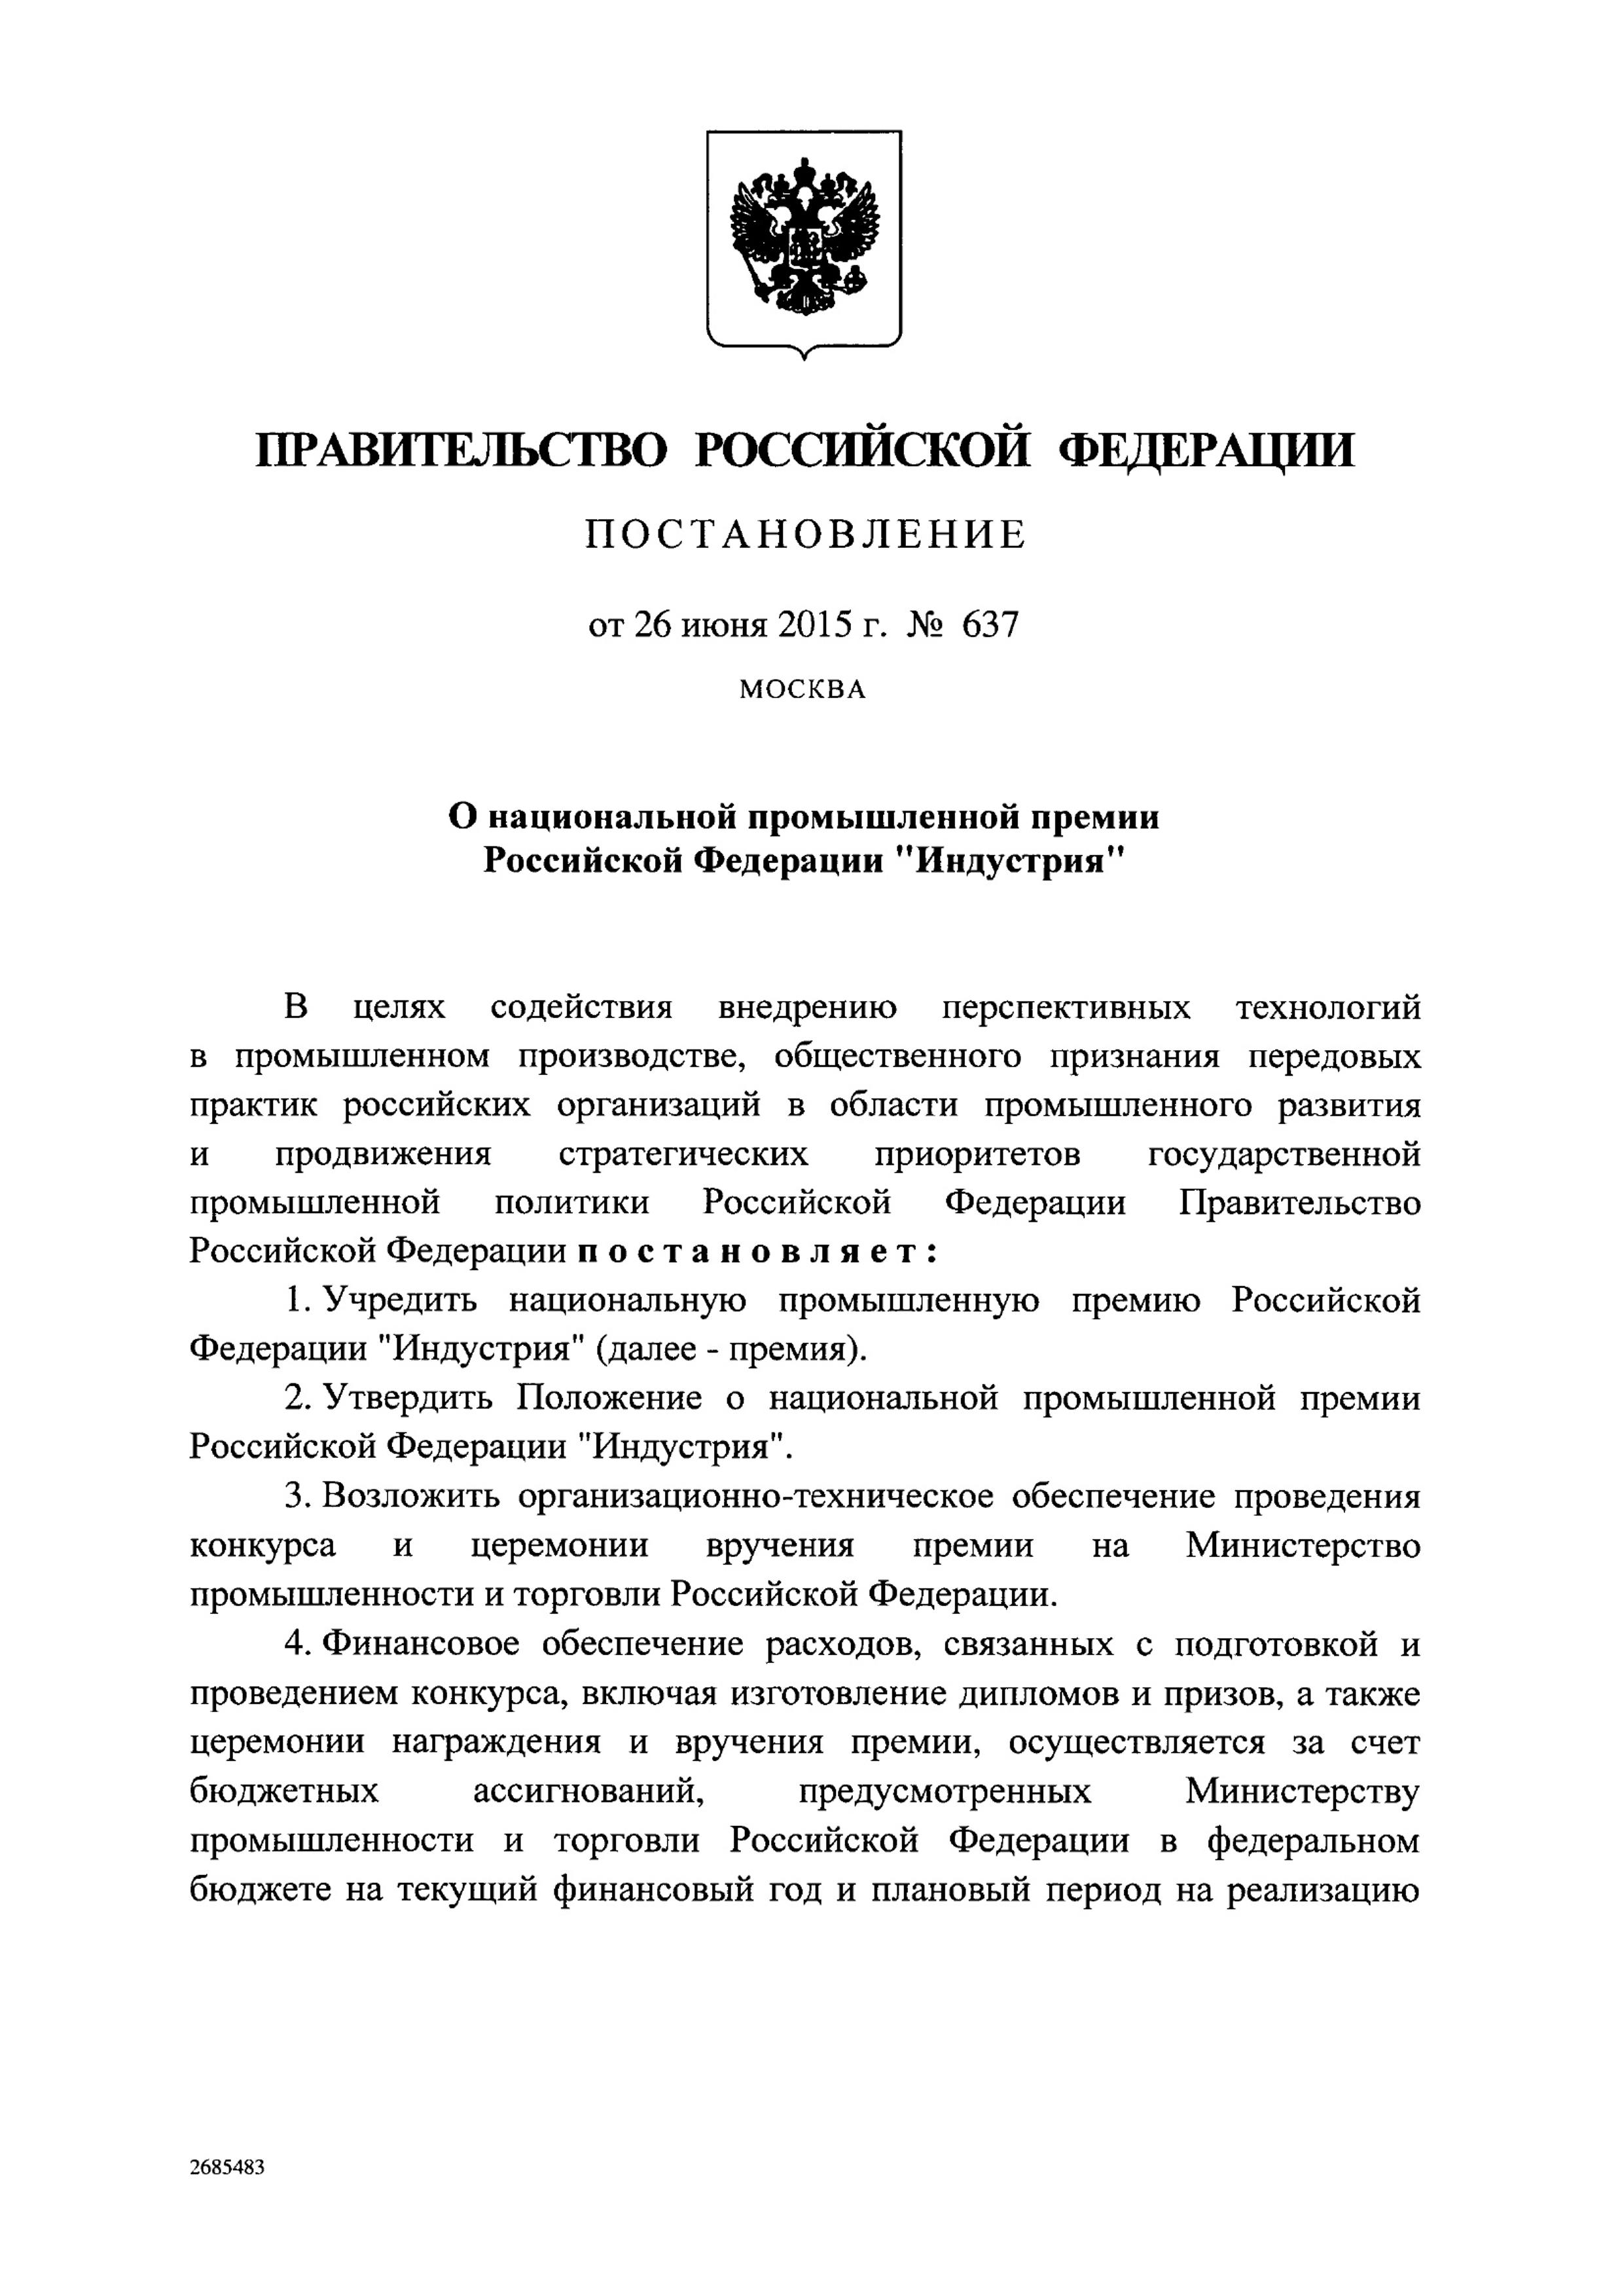 ПРАВИТЕЛЬСТВО РОССИЙСКОЙ ФЕДЕРАЦИИ
ПОСТАНОВЛЕНИЕ
от 26 июня 2015 г. № 637
МОСКВА
О национальной промышленной премии
Российской Федерации "Индустрия"
В целях содействия внедрению перспективных технологий
в промышленном производстве, общественного признания передовых
практик российских организаций в области промышленного развития
и продвижения стратегических приоритетов государственной
промышленной политики Российской Федерации Правительство
Российской Федерации постановляет:
1. Учредить национальную промышленную премию Российской
Федерации "Индустрия" (далее - премия).
2. Утвердить Положение о национальной промышленной премии
Российской Федерации "Индустрия".
3. Возложить организационно-техническое обеспечение проведения
конкурса и церемонии вручения премии на Министерство
промышленности и торговли Российской Федерации.
4. Финансовое обеспечение расходов, связанных с подготовкой и
проведением конкурса, включая изготовление дипломов и призов, а также
церемонии награждения и вручения премии, осуществляется за счет
бюджетных ассигнований, предусмотренных Министерству
промышленности и торговли Российской Федерации в федеральном
бюджете на текущий финансовый год и плановый период на реализацию
2685483